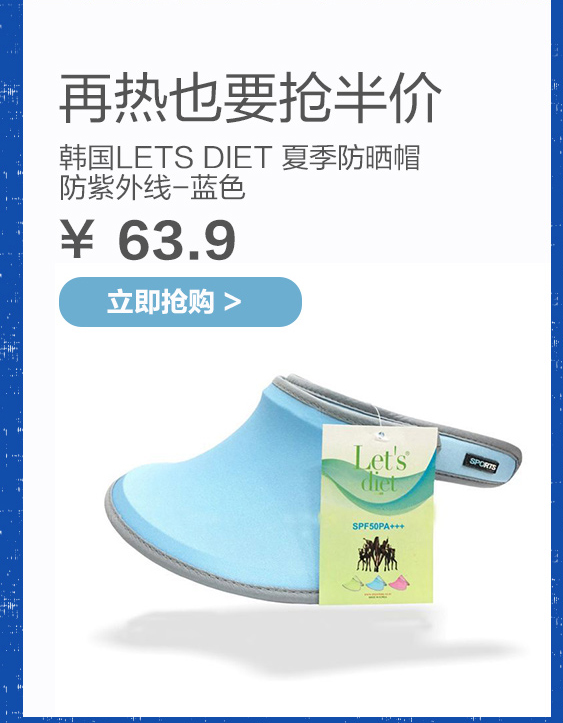 再热也要抢半价
韩国LETS DIET 夏季防晒帽
防紫外线-蓝色
¥ 63.9
立即抢购 >
SPORTS
Let's®
diet
SPF50PA+++